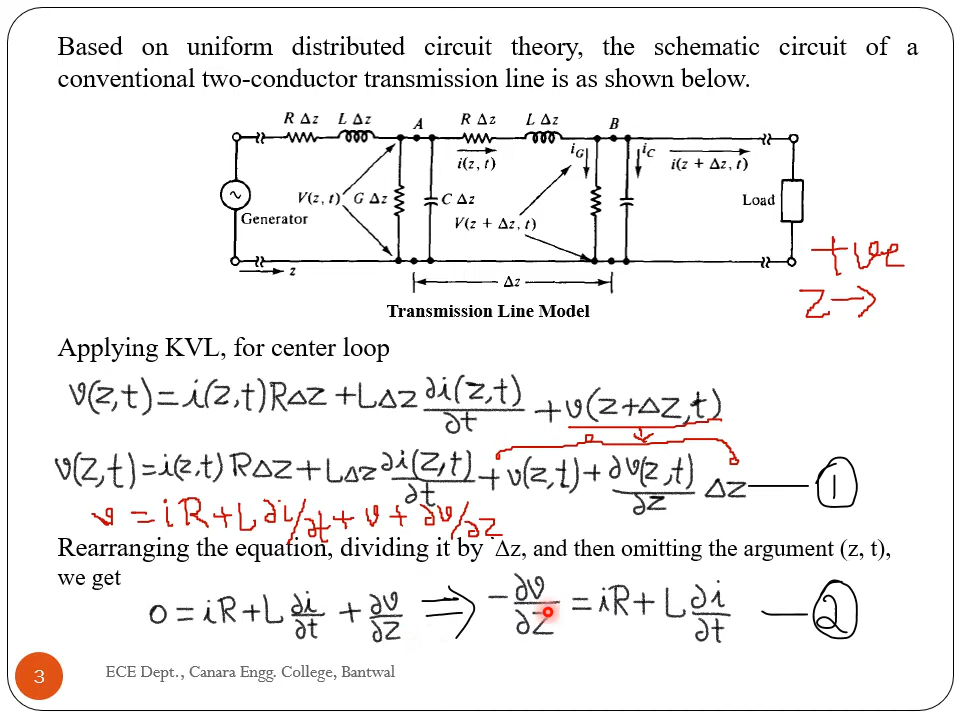 Based on uniform distributed circuit theory, the schematic circuit of a
conventional two-conductor transmission line is as shown below.
R Δz L Δz A R Δz L Δz B
i(z, t) i_G i_C i(z + Δz, t)
V(z, t) G Δz C Δz V(z + Δz, t) Load
Generator
z
Δz
+ve
z →
Transmission Line Model
Applying KVL, for center loop
v(z,t) = i(z,t)RΔz + LΔz ∂i(z,t)/∂t + v(z+Δz,t)
v(z,t) = i(z,t) RΔz + LΔz ∂i(z,t)/∂t + v(z,t) + ∂v(z,t)/∂z Δz — 1
v = iR + L ∂i/∂t + v + ∂v/∂z
Rearranging the equation, dividing it by Δz, and then omitting the argument (z, t),
we get
0 = iR + L ∂i/∂t + ∂v/∂z ⟹ -∂v/∂z = iR + L ∂i/∂t — 2
3 ECE Dept., Canara Engg. College, Bantwal